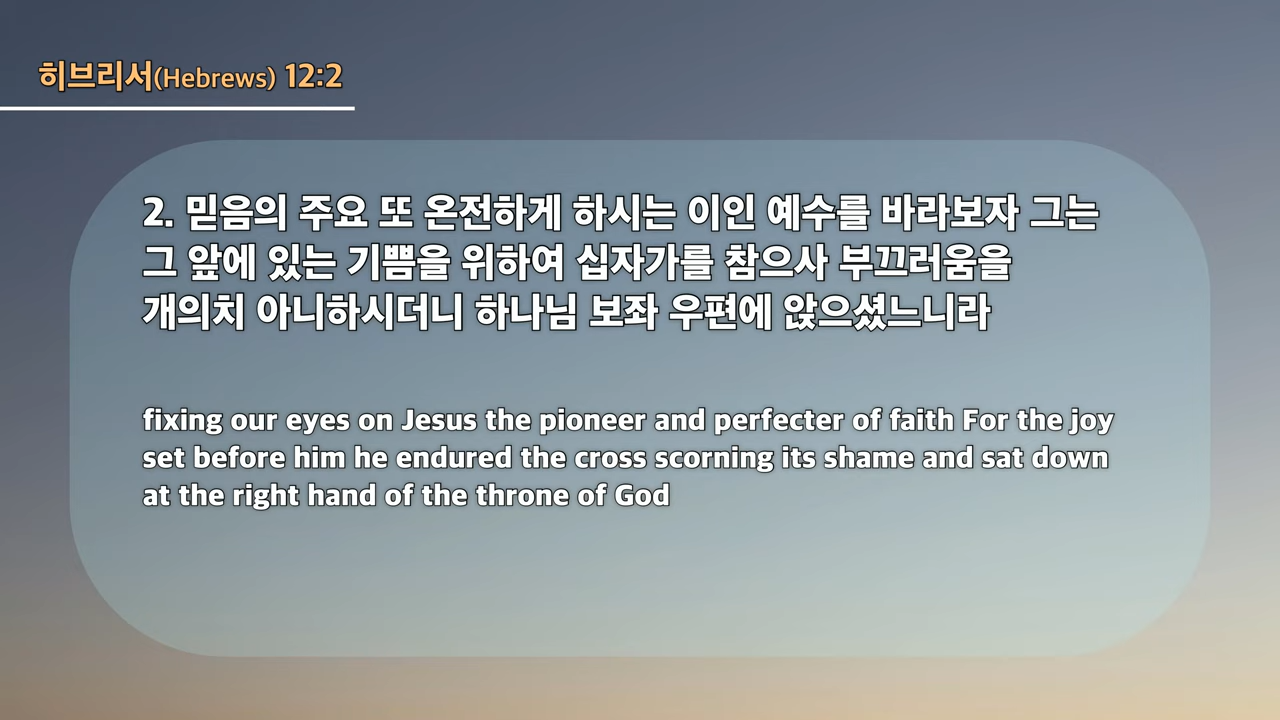 히브리서(Hebrews) 12:2
2. 믿음의 주요 또 온전하게 하시는 이인 예수를 바라보자 그는
그 앞에 있는 기쁨을 위하여 십자가를 참으사 부끄러움을
개의치 아니하시더니 하나님 보좌 우편에 앉으셨느니라
fixing our eyes on Jesus the pioneer and perfecter of faith For the joy
set before him he endured the cross scorning its shame and sat down
at the right hand of the throne of God